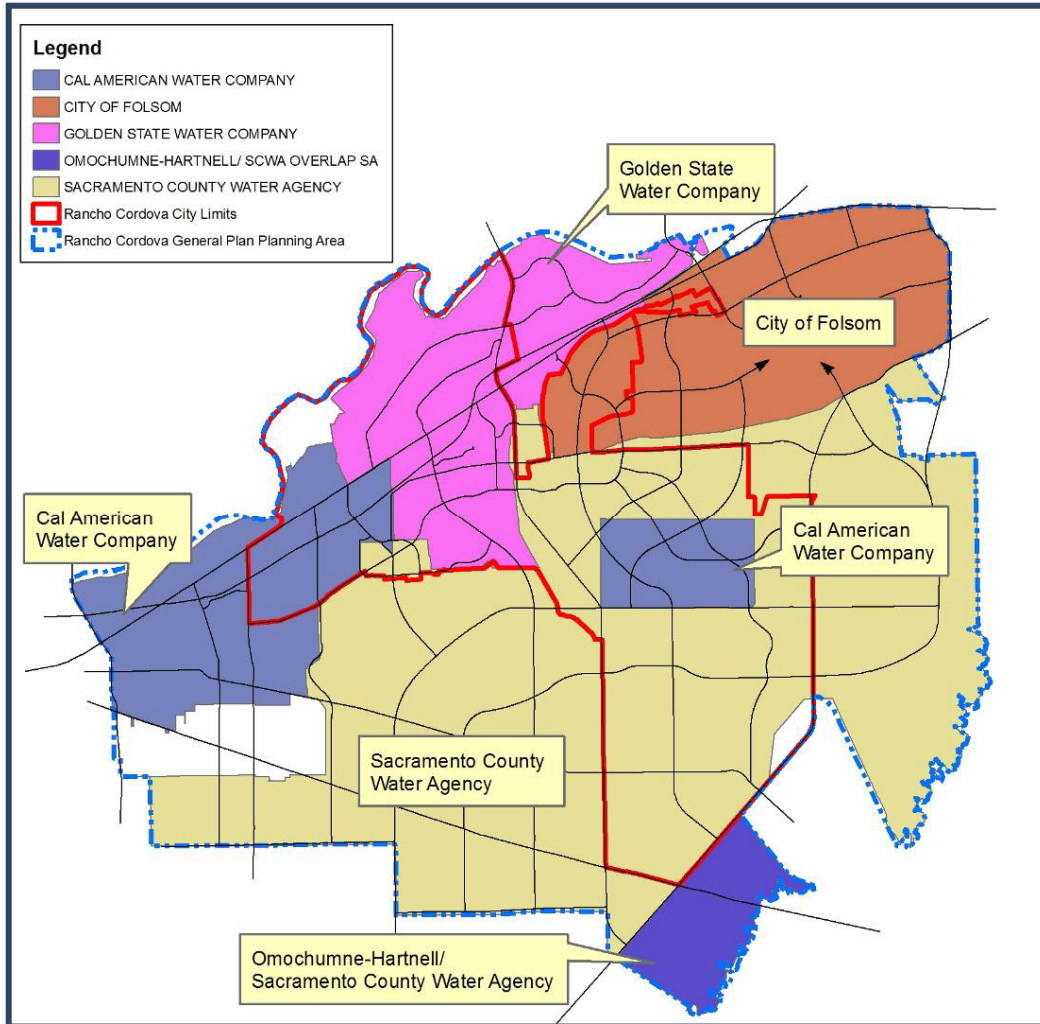 Legend
CAL AMERICAN WATER COMPANY
CITY OF FOLSOM
GOLDEN STATE WATER COMPANY
OMOCHUMNE-HARTNELL/ SCWA OVERLAP SA
SACRAMENTO COUNTY WATER AGENCY
Rancho Cordova City Limits
Rancho Cordova General Plan Planning Area
Golden State
Water Company
City of Folsom
Cal American
Water Company
Cal American
Water Company
Sacramento County
Water Agency
Omochumne-Hartnell/
Sacramento County Water Agency